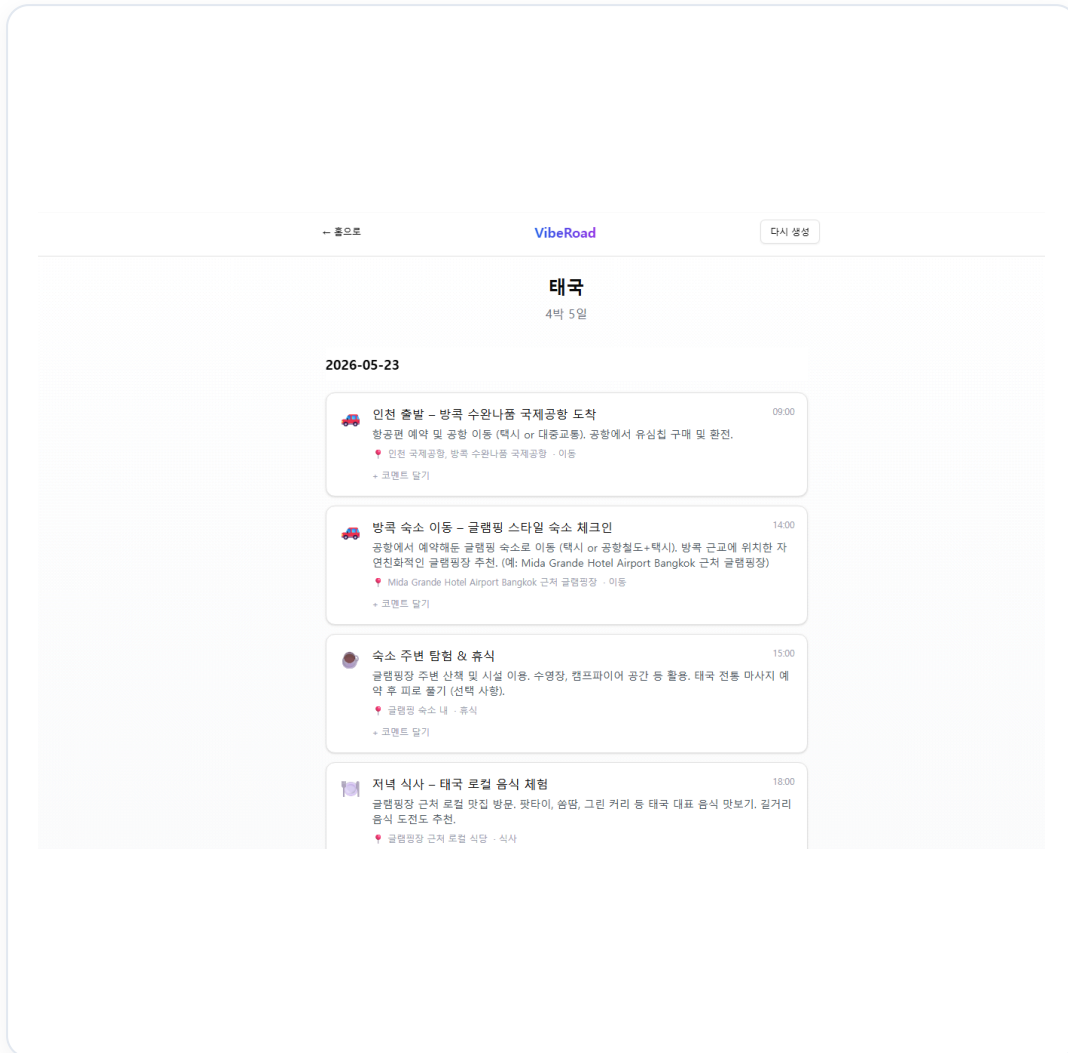 ← 홈으로
VibeRoad
다시 생성
태국
4박 5일
2026-05-23
인천 출발 – 방콕 수완나품 국제공항 도착
09:00
항공편 예약 및 공항 이동 (택시 or 대중교통). 공항에서 유심칩 구매 및 환전.
인천 국제공항, 방콕 수완나품 국제공항 · 이동
+ 코멘트 달기
방콕 숙소 이동 – 글램핑 스타일 숙소 체크인
14:00
공항에서 예약해둔 글램핑 숙소로 이동 (택시 or 공항철도+택시). 방콕 근교에 위치한 자
연친화적인 글램핑장 추천. (예: Mida Grande Hotel Airport Bangkok 근처 글램핑장)
Mida Grande Hotel Airport Bangkok 근처 글램핑장 · 이동
+ 코멘트 달기
숙소 주변 탐험 & 휴식
15:00
글램핑장 주변 산책 및 시설 이용. 수영장, 캠프파이어 공간 등 활용. 태국 전통 마사지 예
약 후 피로 풀기 (선택 사항).
글램핑 숙소 내 · 휴식
+ 코멘트 달기
저녁 식사 – 태국 로컬 음식 체험
18:00
글램핑장 근처 로컬 맛집 방문. 팟타이, 쏨땀, 그린 커리 등 태국 대표 음식 맛보기. 길거리
음식 도전도 추천.
글램핑장 근처 로컬 식당 · 식사